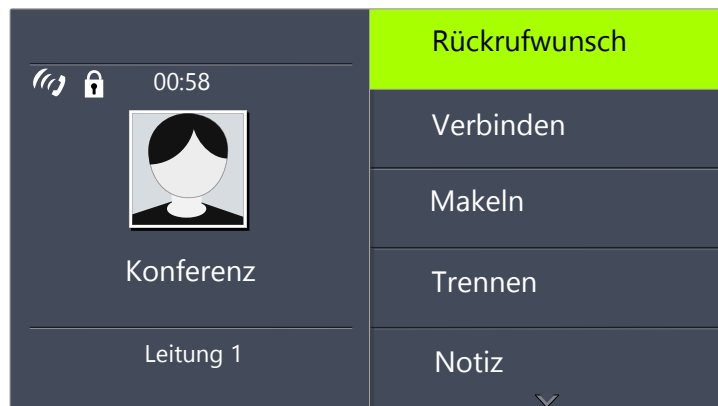 00:58
Konferenz
Leitung 1
Rückrufwunsch
Verbinden
Makeln
Trennen
Notiz